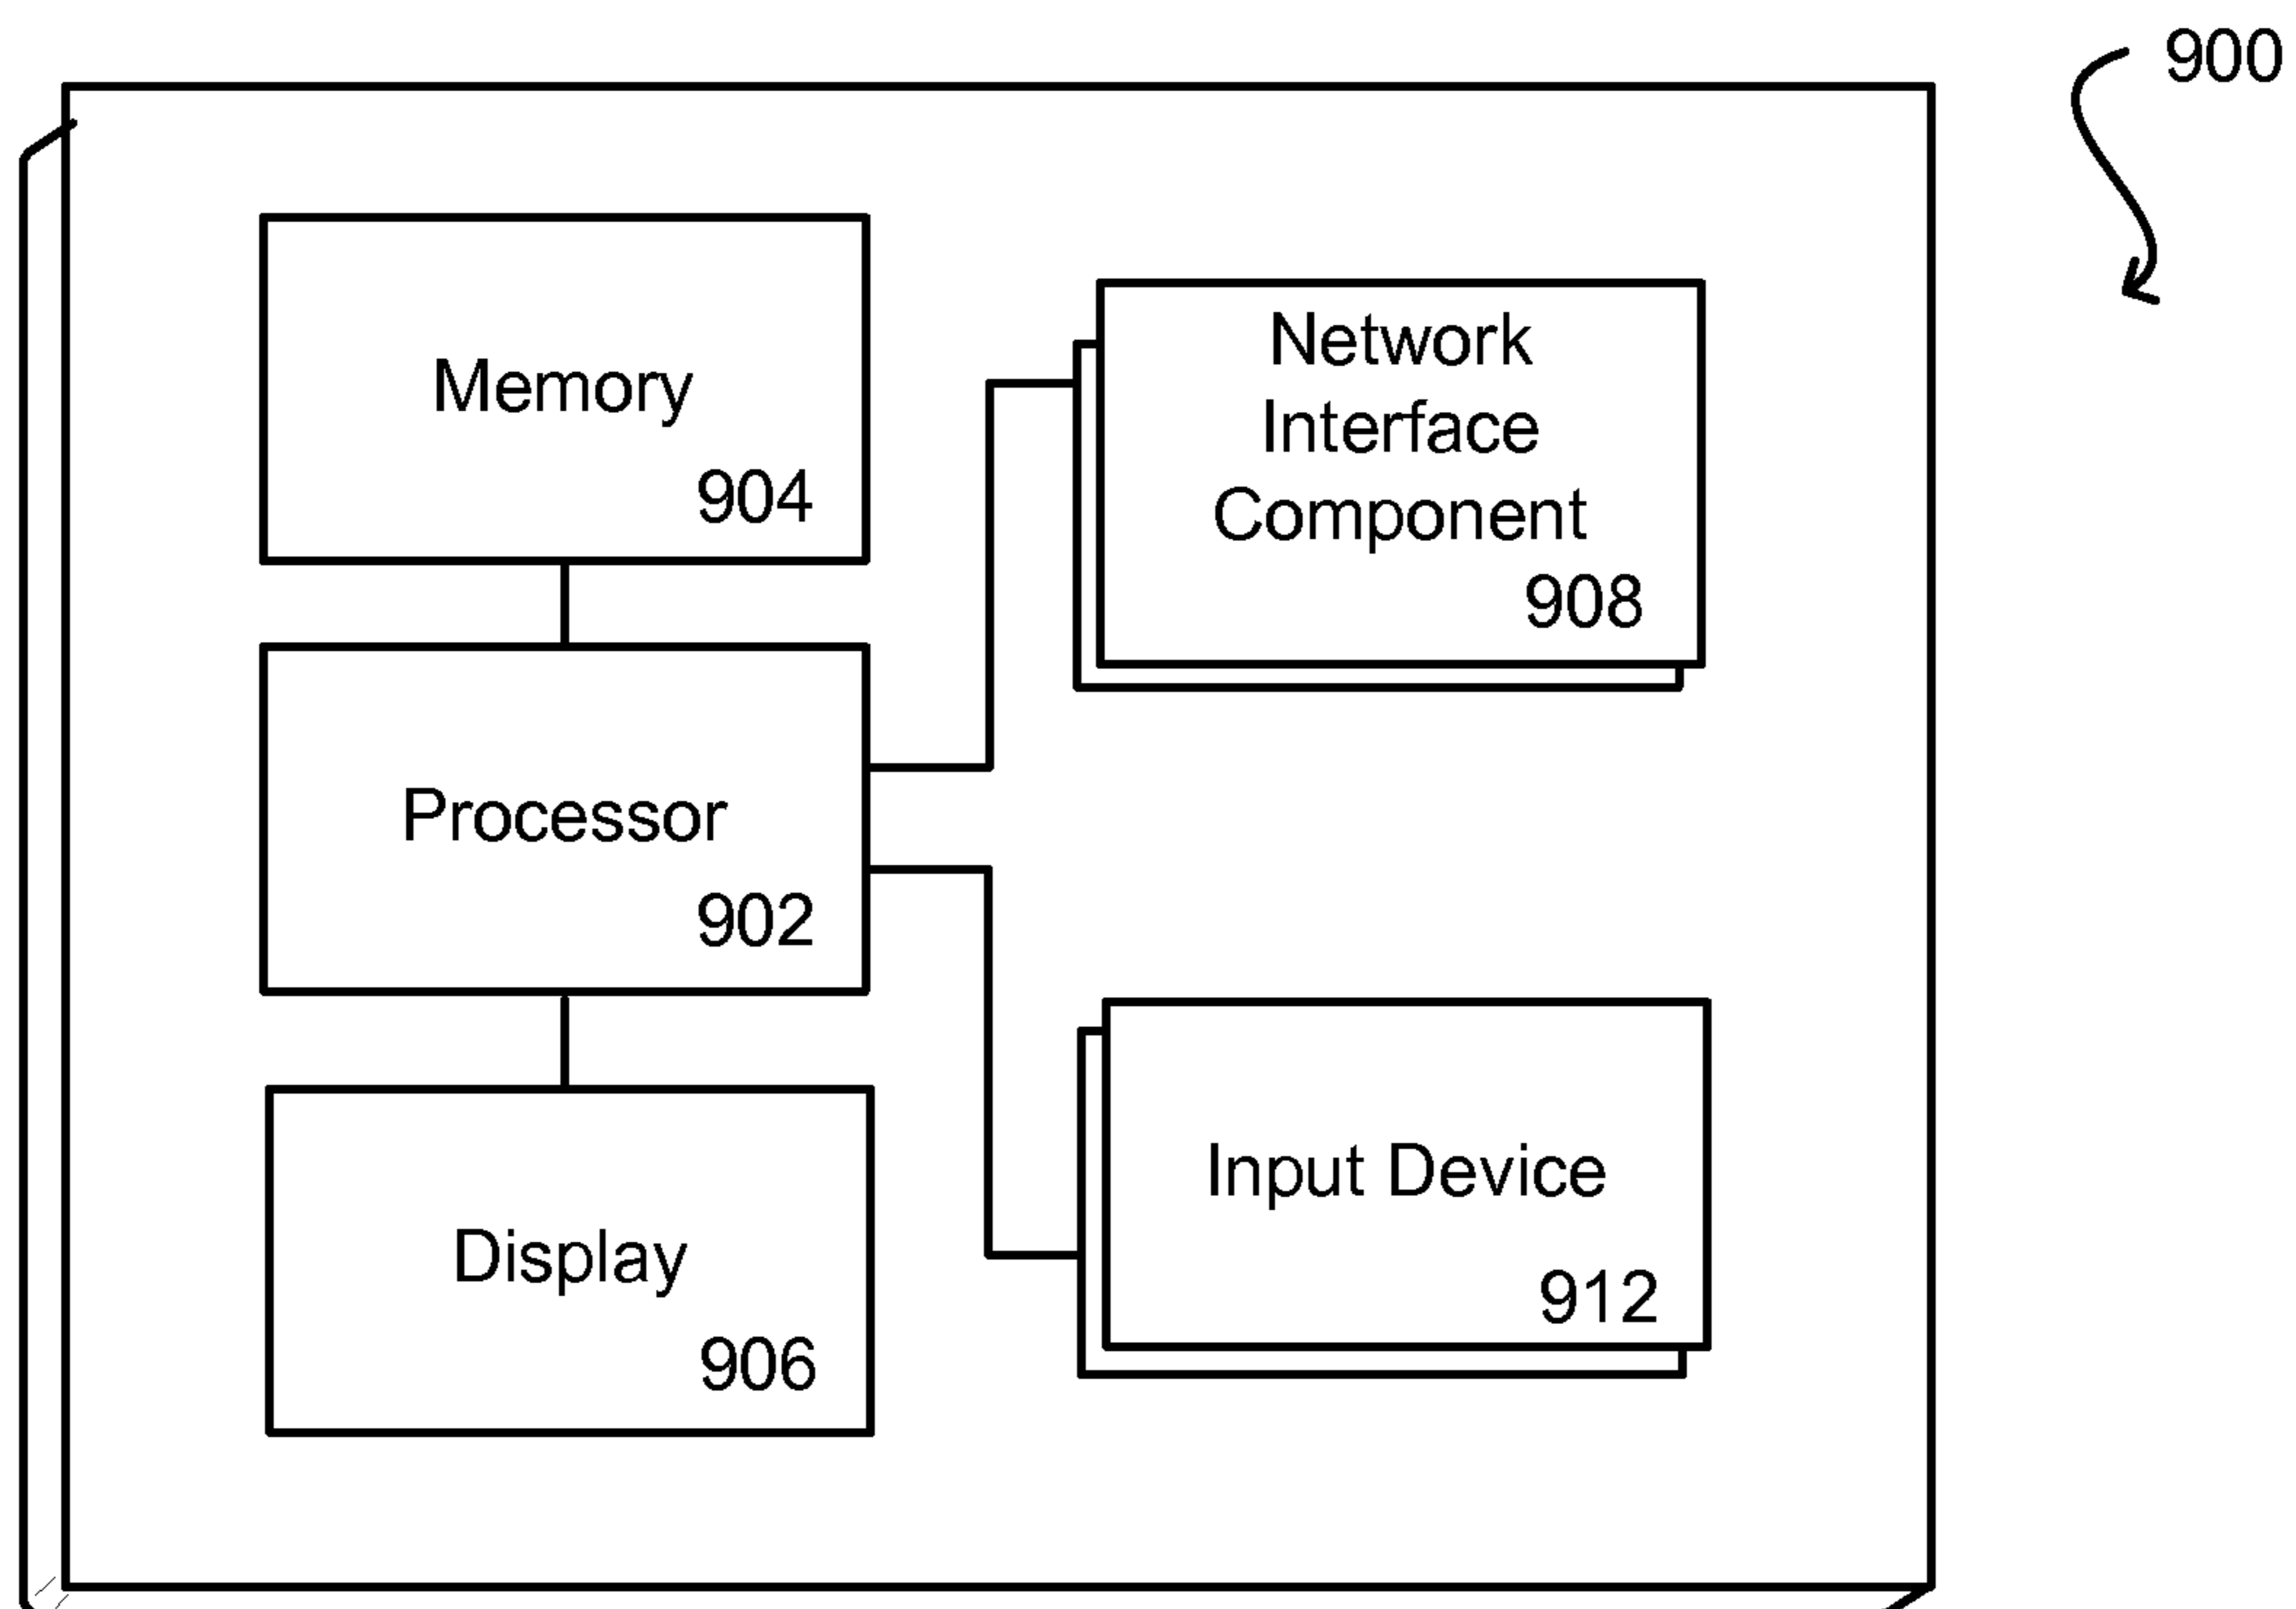 900
Memory
904
Network
Interface
Component
908
Processor
902
Input Device
912
Display
906